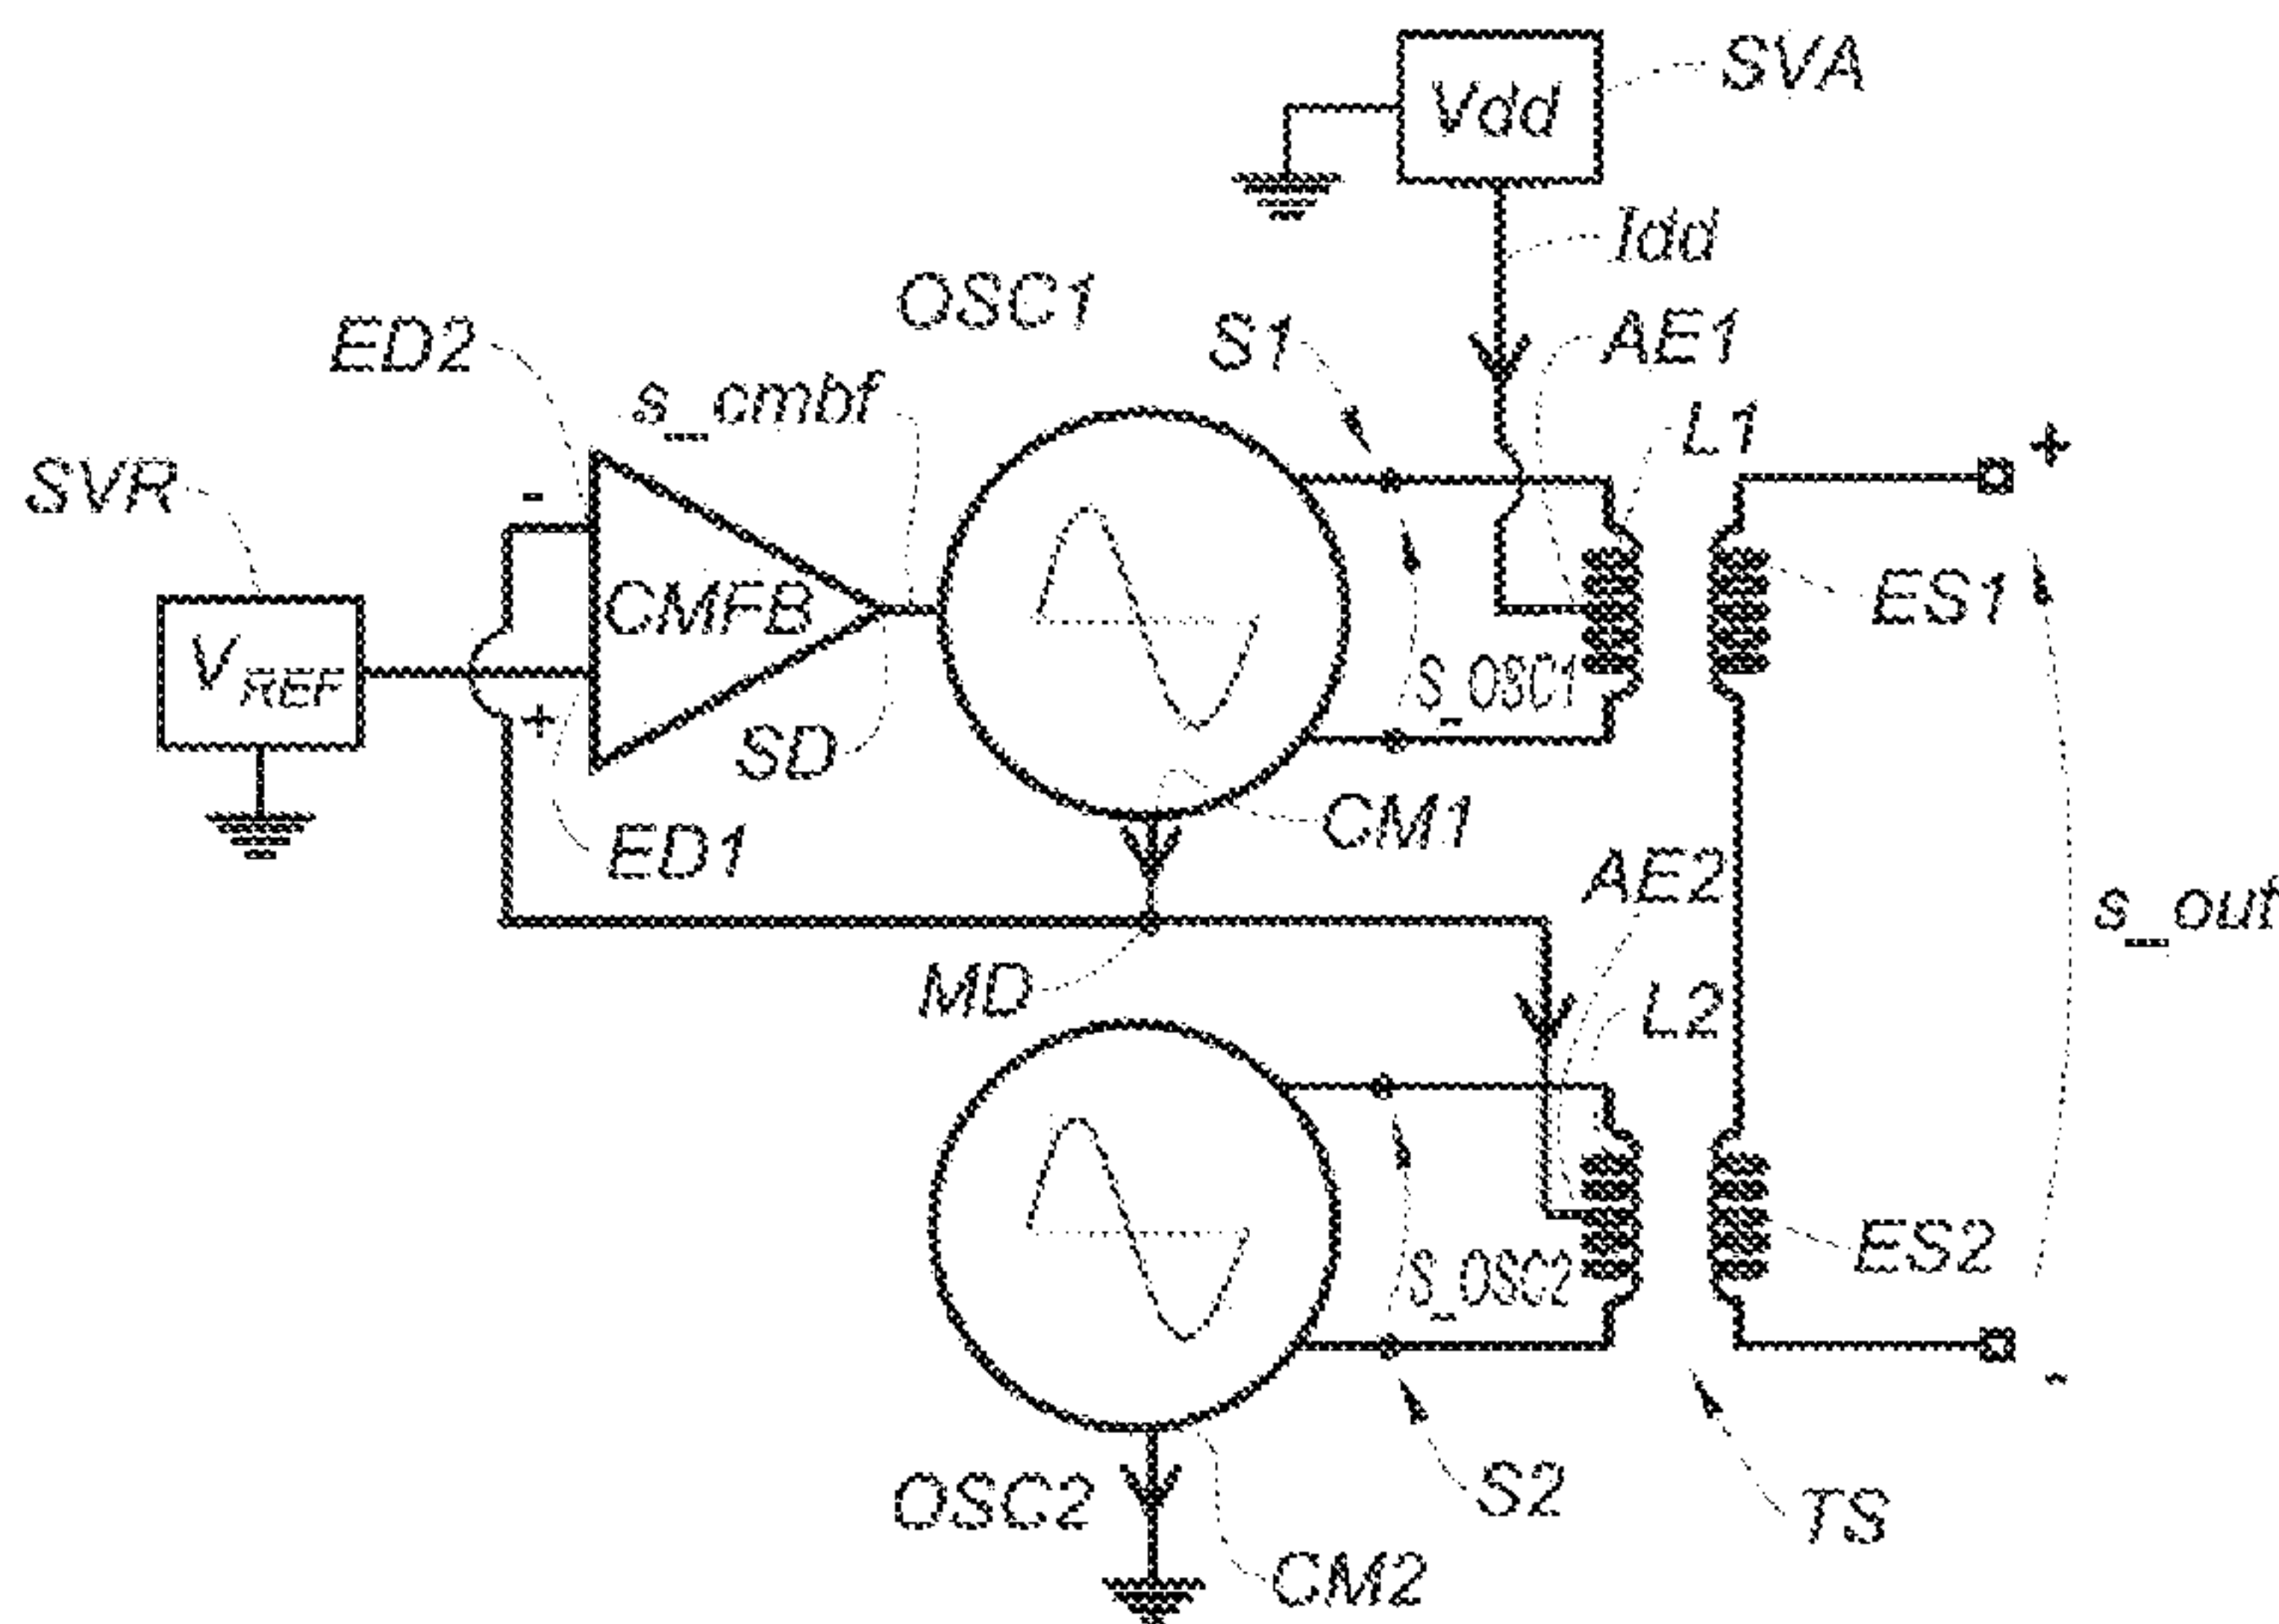 SVA
Vdd
Idd
OSC1
S1
AE1
ED2
s_cmbf
L1
+
SVR
-
CMFB
ES1
V REF
S_OSC1
+
SD
CM1
ED1
AE2
s_out
MD
L2
S_OSC2
ES2
-
OSC2
S2
TS
CM2